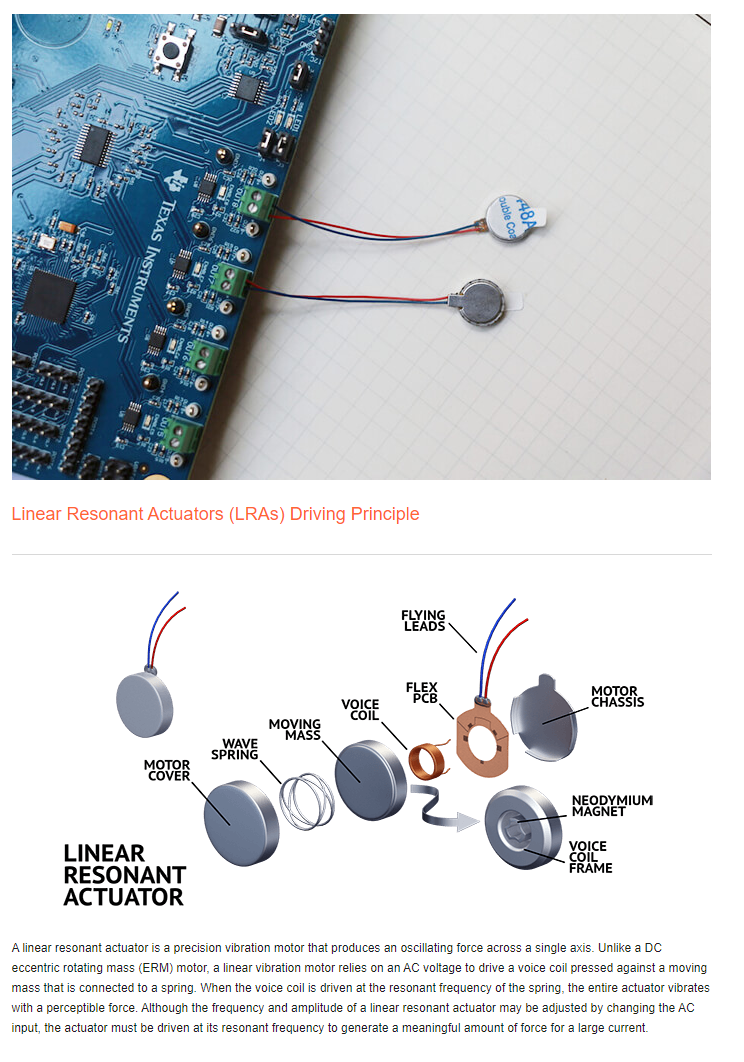 TEXAS INSTRUMENTS
OUT8
OUT6
OUT5
+48A
ouble Coa
Linear Resonant Actuators (LRAs) Driving Principle
FLYING
LEADS
FLEX
PCB
MOTOR
CHASSIS
VOICE
COIL
MOVING
MASS
WAVE
SPRING
MOTOR
COVER
NEODYMIUM
MAGNET
VOICE
COIL
FRAME
LINEAR
RESONANT
ACTUATOR
A linear resonant actuator is a precision vibration motor that produces an oscillating force across a single axis. Unlike a DC
eccentric rotating mass (ERM) motor, a linear vibration motor relies on an AC voltage to drive a voice coil pressed against a moving
mass that is connected to a spring. When the voice coil is driven at the resonant frequency of the spring, the entire actuator vibrates
with a perceptible force. Although the frequency and amplitude of a linear resonant actuator may be adjusted by changing the AC
input, the actuator must be driven at its resonant frequency to generate a meaningful amount of force for a large current.